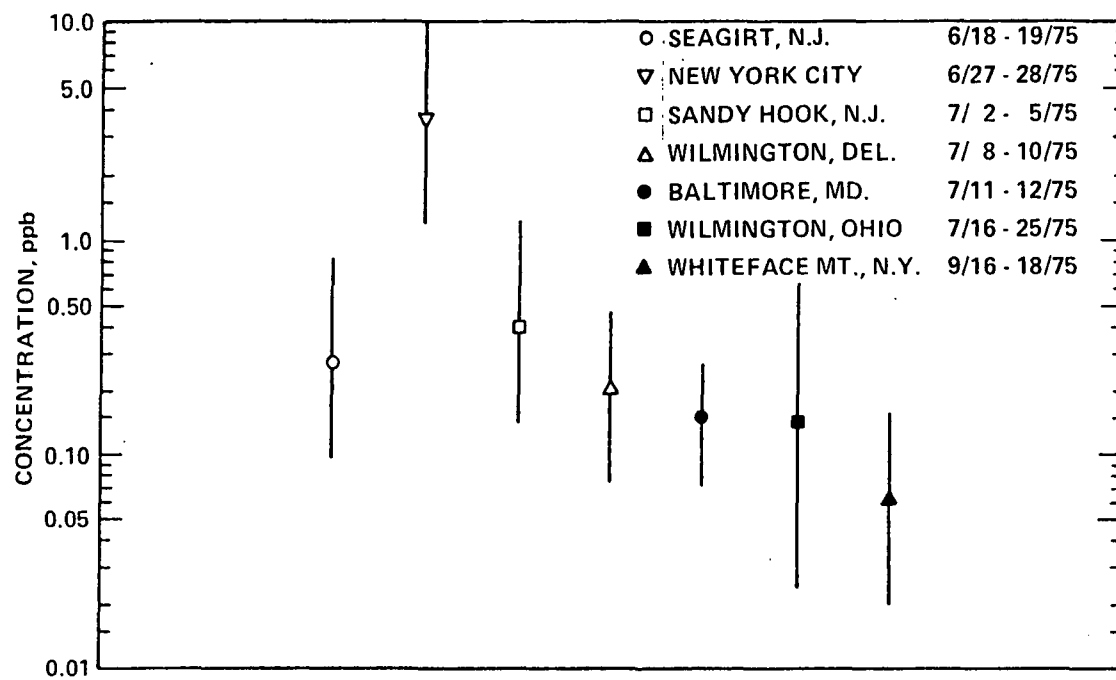 10.0
5.0
1.0
0.50
0.10
0.05
0.01
CONCENTRATION, ppb
SEAGIRT, N.J. 6/18 - 19/75
NEW YORK CITY 6/27 - 28/75
SANDY HOOK, N.J. 7/ 2 - 5/75
WILMINGTON, DEL. 7/ 8 - 10/75
BALTIMORE, MD. 7/11 - 12/75
WILMINGTON, OHIO 7/16 - 25/75
WHITEFACE MT., N.Y. 9/16 - 18/75